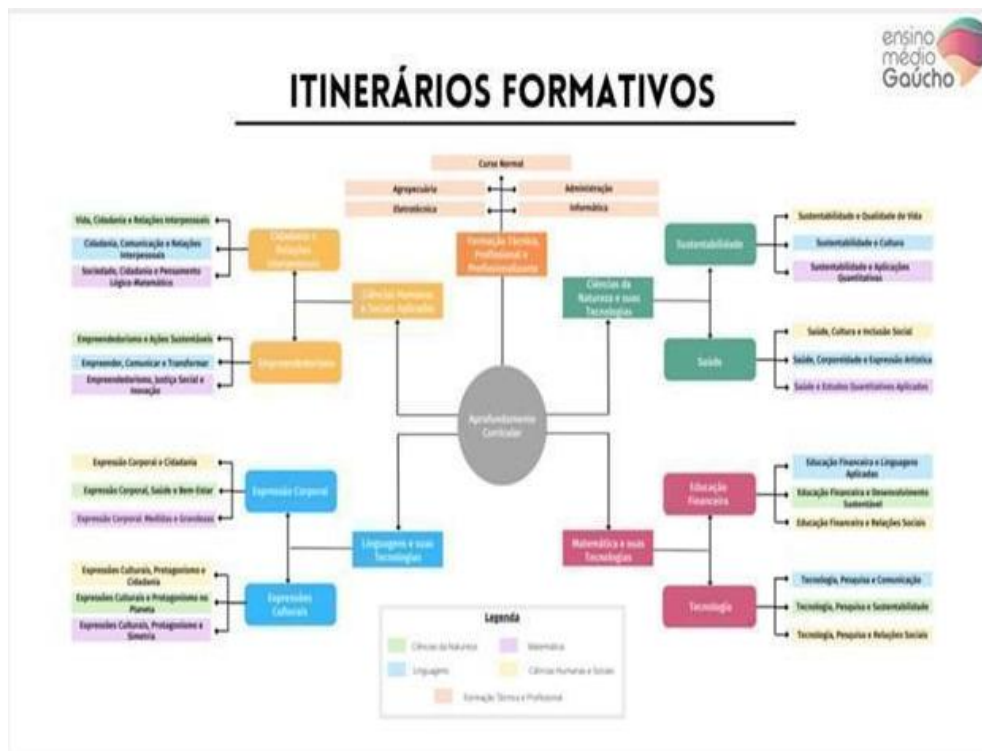 ensino
médio
Gaúcho
ITINERÁRIOS FORMATIVOS
Curso Normal
Agropecuária
Administração
Eletrotécnica
Informática
Formação Técnica,
Profissional e
Profissionalizante
Vida, Cidadania e Relações Interpessoais
Cidadania, Comunicação e Relações
Interpessoais
Sociedade, Cidadania e Pensamento
Lógico-Matemático
Cidadania e
Relações
Interpessoais
Ciências Humanas
e Sociais Aplicadas
Empreendedorismo e Ações Sustentáveis
Empreender, Comunicar e Transformar
Empreendedorismo, Justiça Social e
Inovação
Empreendedorismo
Sustentabilidade
Sustentabilidade e Qualidade de Vida
Sustentabilidade e Cultura
Sustentabilidade e Aplicações
Quantitativas
Ciências da
Natureza e suas
Tecnologias
Saúde
Saúde, Cultura e Inclusão Social
Saúde, Corporeidade e Expressão Artística
Saúde e Estudos Quantitativos Aplicados
Aprofundamento
Curricular
Expressão Corporal e Cidadania
Expressão Corporal, Saúde e Bem-Estar
Expressão Corporal: Medidas e Grandezas
Expressão Corporal
Linguagens e suas
Tecnologias
Expressões Culturais, Protagonismo e
Cidadania
Expressões Culturais e Protagonismo no
Planeta
Expressões Culturais, Protagonismo e
Simetria
Expressões
Culturais
Educação
Financeira
Educação Financeira e Linguagens
Aplicadas
Educação Financeira e Desenvolvimento
Sustentável
Educação Financeira e Relações Sociais
Matemática e suas
Tecnologias
Tecnologia
Tecnologia, Pesquisa e Comunicação
Tecnologia, Pesquisa e Sustentabilidade
Tecnologia, Pesquisa e Relações Sociais
Legenda
Ciências da Natureza
Matemática
Linguagens
Ciências Humanas e Sociais
Formação Técnica e Profissional